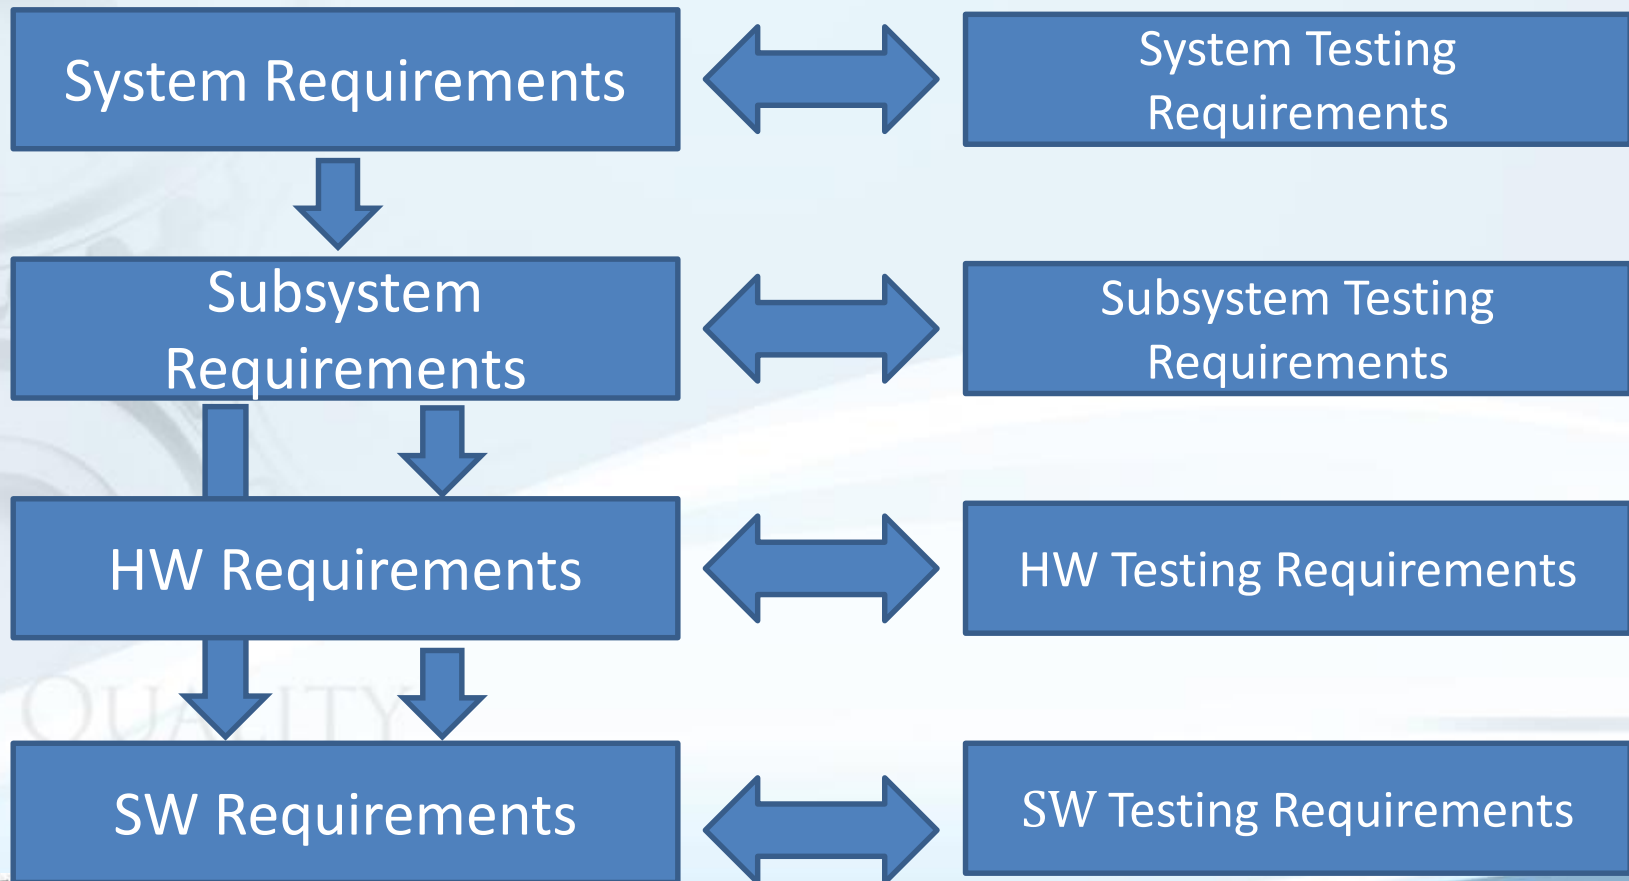 System Requirements
System Testing
Requirements
Subsystem
Requirements
Subsystem Testing
Requirements
HW Requirements
HW Testing Requirements
QUALITY
SW Requirements
SW Testing Requirements